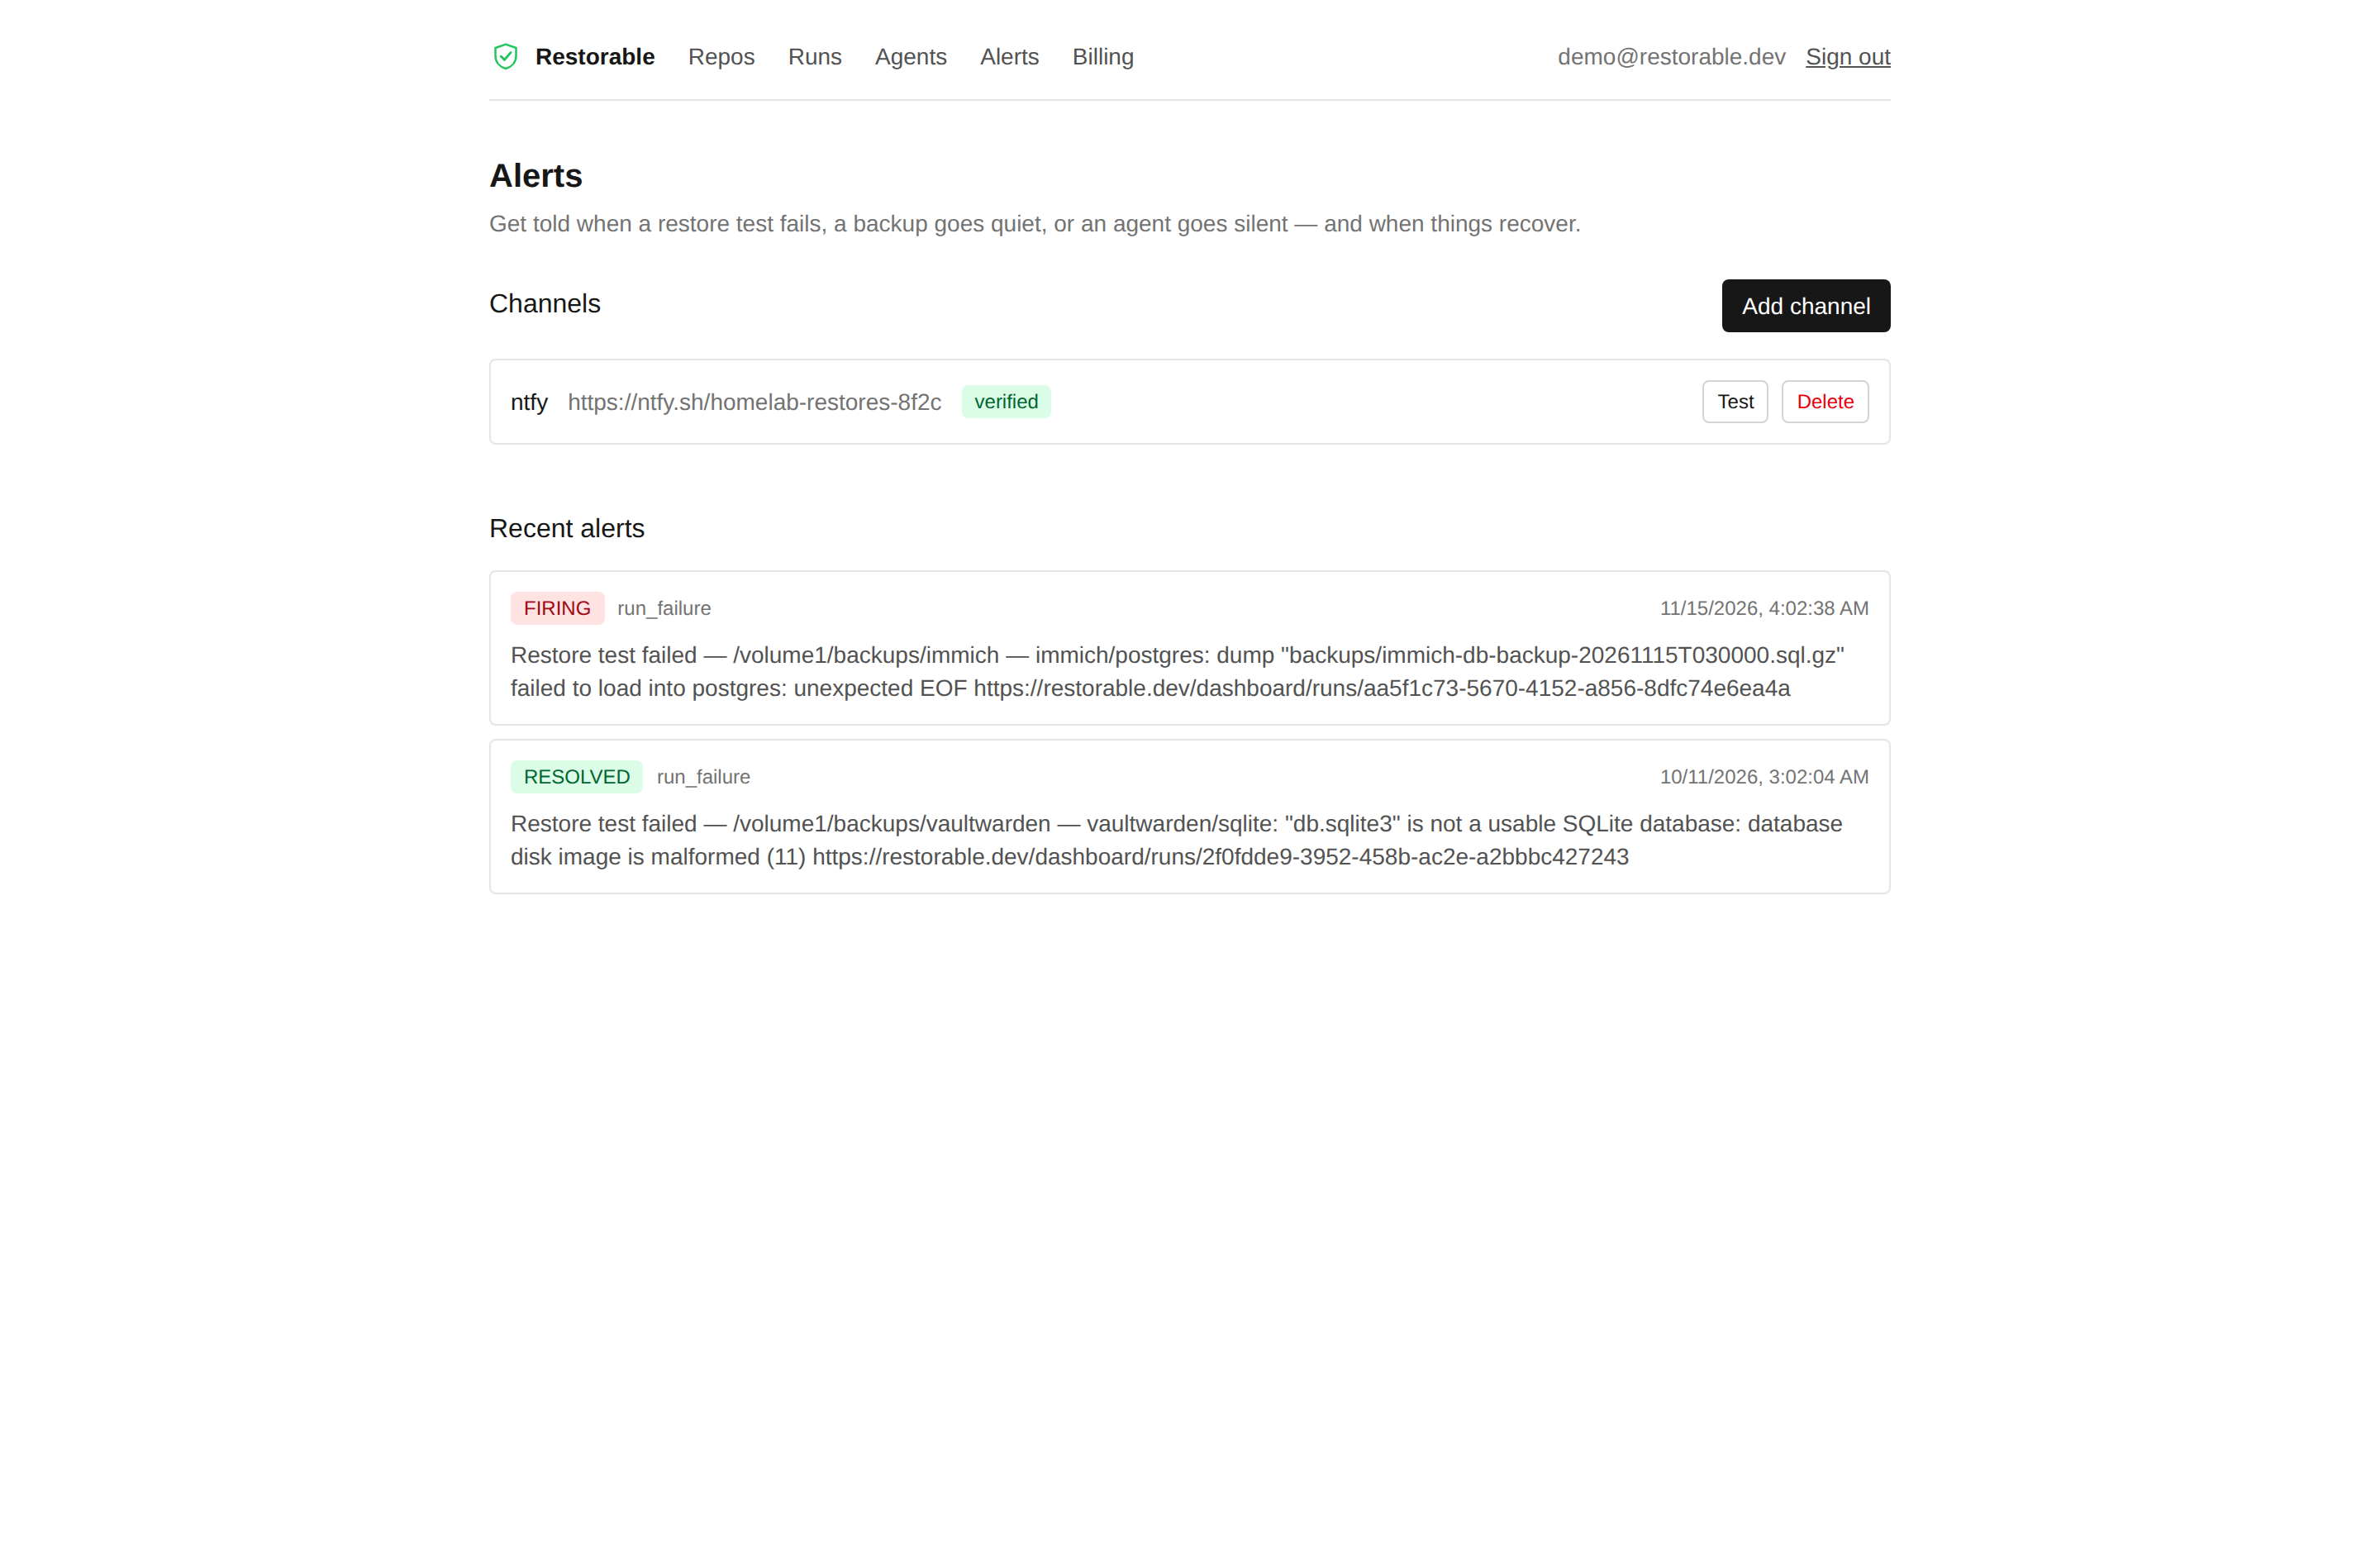 Restorable Repos Runs Agents Alerts Billing demo@restorable.dev Sign out
Alerts
Get told when a restore test fails, a backup goes quiet, or an agent goes silent — and when things recover.
Channels Add channel
ntfy https://ntfy.sh/homelab-restores-8f2c verified Test Delete
Recent alerts
FIRING run_failure 11/15/2026, 4:02:38 AM
Restore test failed — /volume1/backups/immich — immich/postgres: dump "backups/immich-db-backup-20261115T030000.sql.gz"
failed to load into postgres: unexpected EOF https://restorable.dev/dashboard/runs/aa5f1c73-5670-4152-a856-8dfc74e6ea4a
RESOLVED run_failure 10/11/2026, 3:02:04 AM
Restore test failed — /volume1/backups/vaultwarden — vaultwarden/sqlite: "db.sqlite3" is not a usable SQLite database: database
disk image is malformed (11) https://restorable.dev/dashboard/runs/2f0fdde9-3952-458b-ac2e-a2bbbc427243